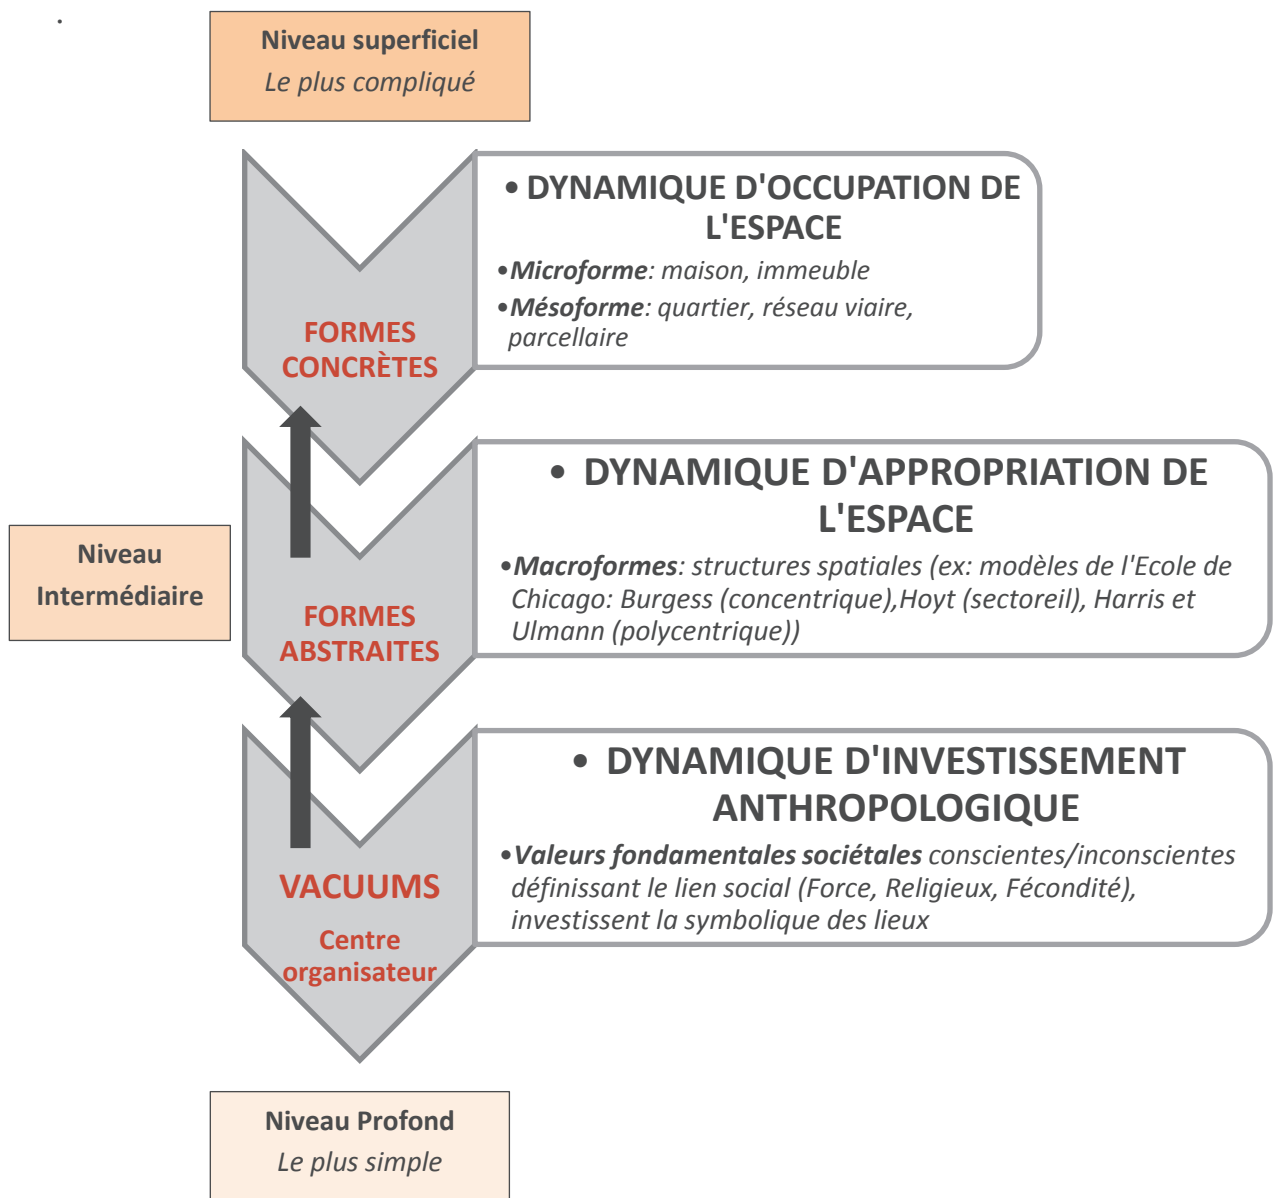 .
Niveau superficiel
Le plus compliqué
• DYNAMIQUE D'OCCUPATION DE
L'ESPACE
•Microforme: maison, immeuble
•Mésoforme: quartier, réseau viaire,
parcellaire
FORMES
CONCRÈTES
Niveau
Intermédiaire
• DYNAMIQUE D'APPROPRIATION DE
L'ESPACE
•Macroformes: structures spatiales (ex: modèles de l'Ecole de
Chicago: Burgess (concentrique),Hoyt (sectoreil), Harris et
Ulmann (polycentrique))
FORMES
ABSTRAITES
• DYNAMIQUE D'INVESTISSEMENT
ANTHROPOLOGIQUE
•Valeurs fondamentales sociétales conscientes/inconscientes
définissant le lien social (Force, Religieux, Fécondité),
investissent la symbolique des lieux
VACUUMS
Centre
organisateur
Niveau Profond
Le plus simple